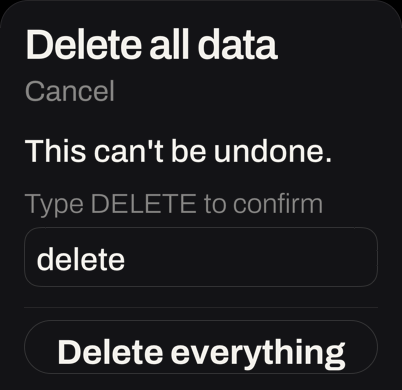 Delete all data
Cancel
This can't be undone.
Type DELETE to confirm
delete
Delete everything